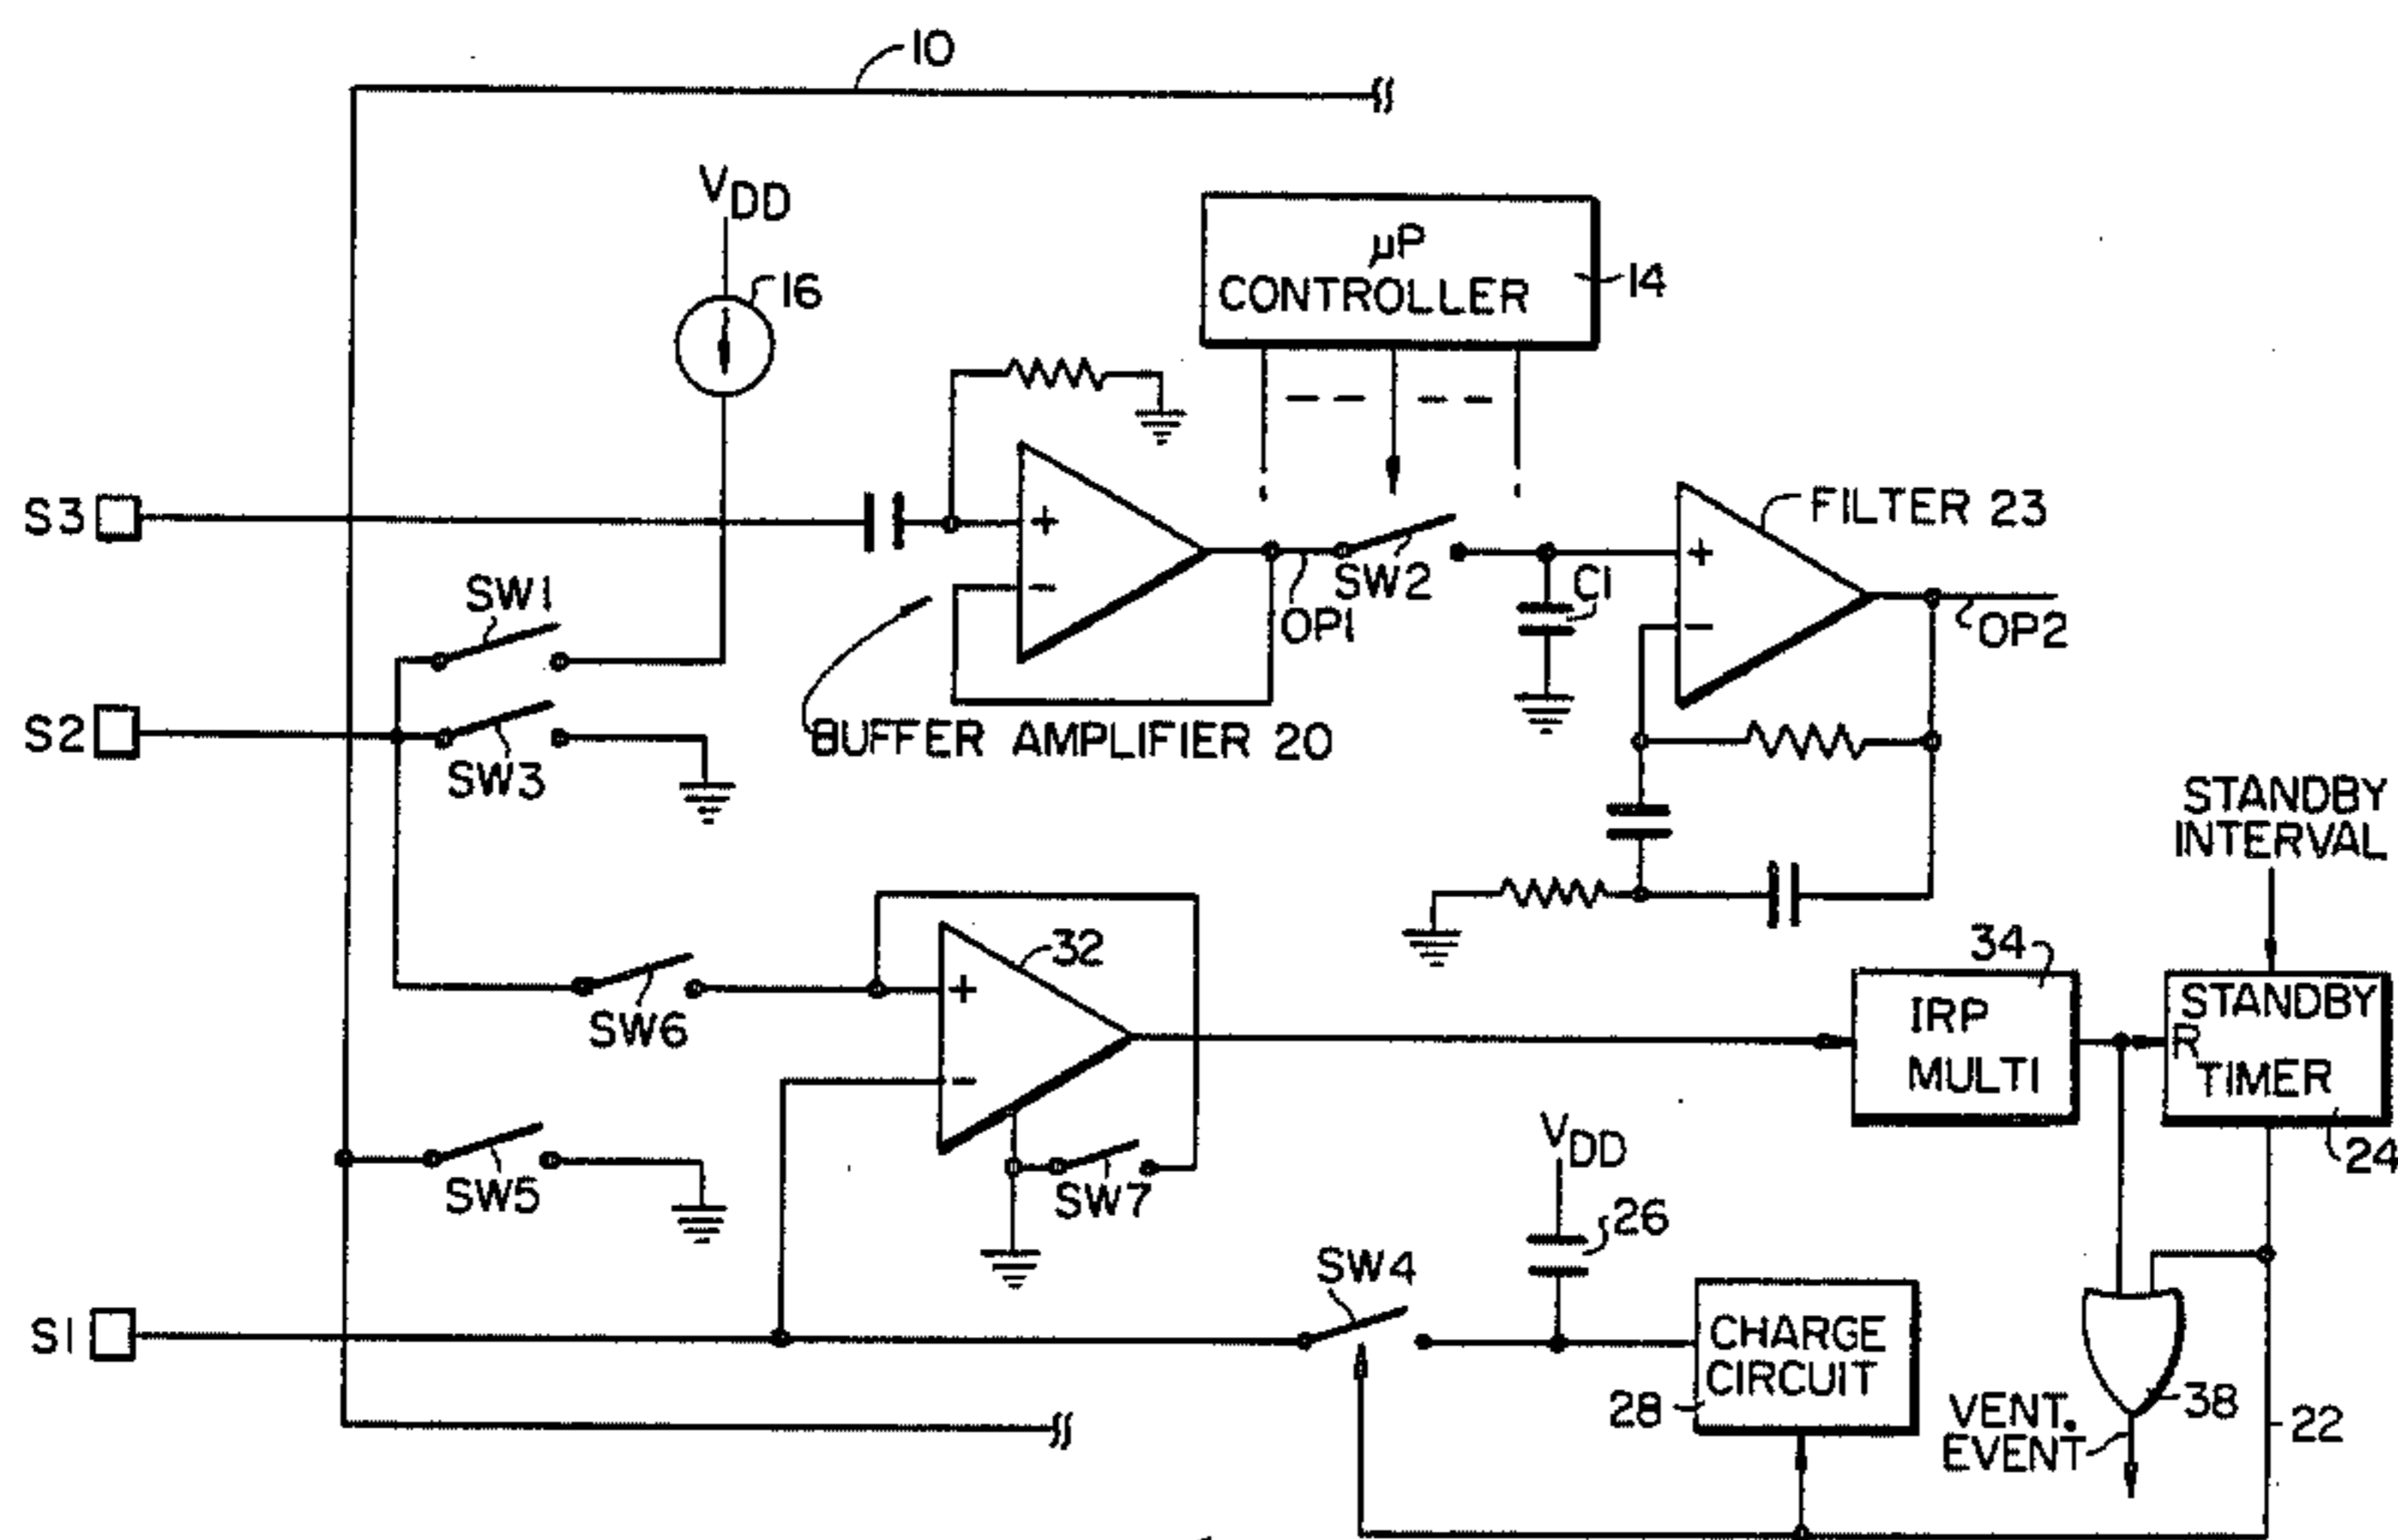 10
VDD
16
µP
CONTROLLER
14
S3
+
−
OP1
SW2
C1
+
−
FILTER 23
OP2
SW1
S2
SW3
BUFFER AMPLIFIER 20
STANDBY
INTERVAL
SW6
+
−
32
34
IRP
MULTI
STANDBY
R
TIMER
24
SW5
SW7
VDD
26
SW4
S1
CHARGE
CIRCUIT
28
38
VENT.
EVENT
22